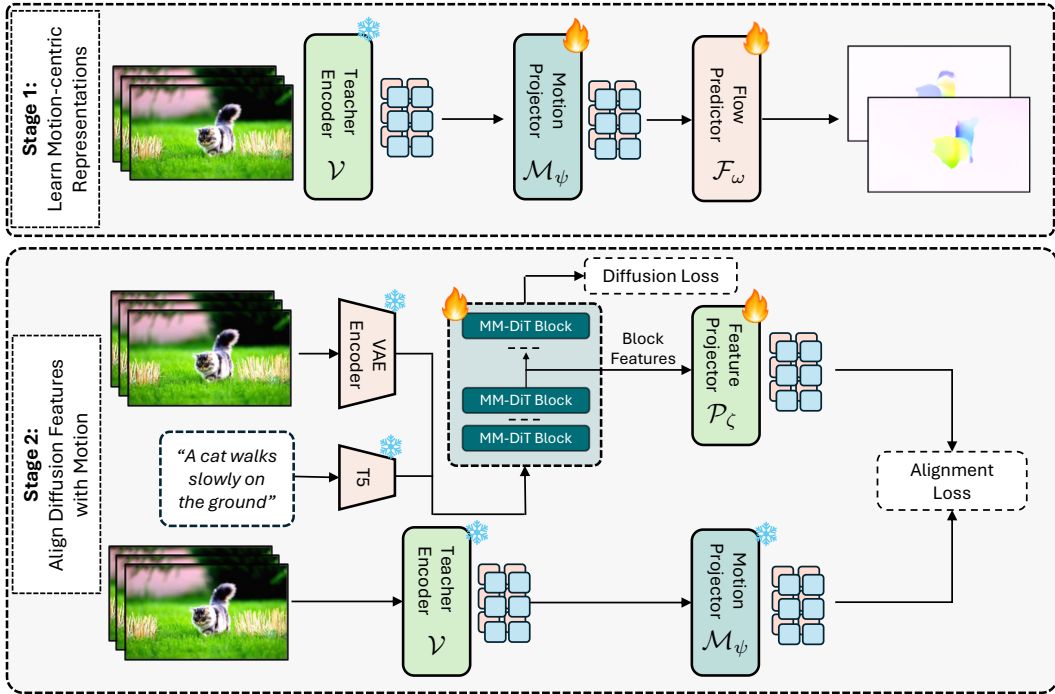 Stage 1:
Learn Motion-centric
Representations
Teacher
Encoder
𝒱
Motion
Projector
ℳ_ψ
Flow
Predictor
ℱ_ω
Stage 2:
Align Diffusion Features
with Motion
VAE
Encoder
“A cat walks
slowly on
the ground”
T5
Diffusion Loss
MM-DiT Block
MM-DiT Block
MM-DiT Block
Block
Features
Feature
Projector
𝒫_ζ
Alignment
Loss
Teacher
Encoder
𝒱
Motion
Projector
ℳ_ψ